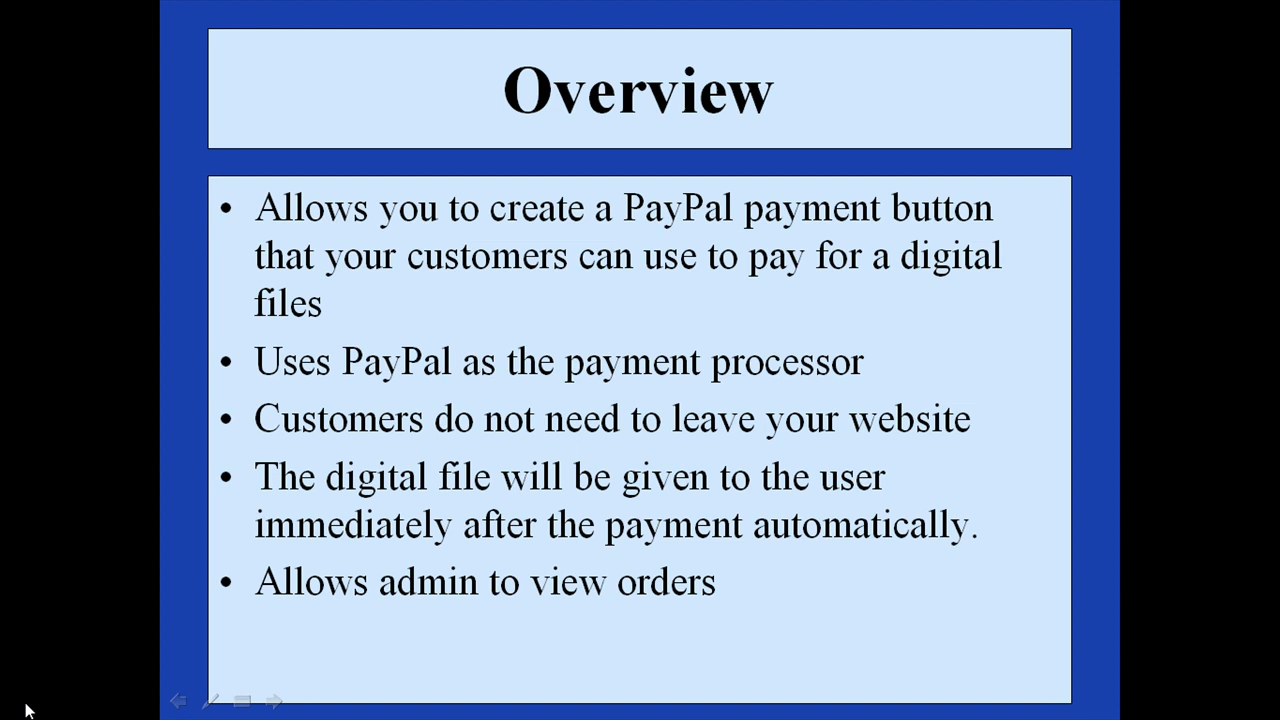 Overview
• Allows you to create a PayPal payment button
that your customers can use to pay for a digital
files
• Uses PayPal as the payment processor
• Customers do not need to leave your website
• The digital file will be given to the user
immediately after the payment automatically.
• Allows admin to view orders